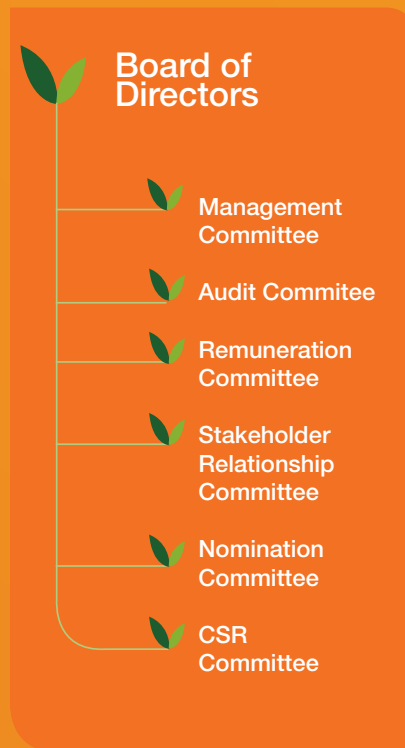 Board of
Directors
Management
Committee
Audit Commitee
Remuneration
Committee
Stakeholder
Relationship
Committee
Nomination
Committee
CSR
Committee